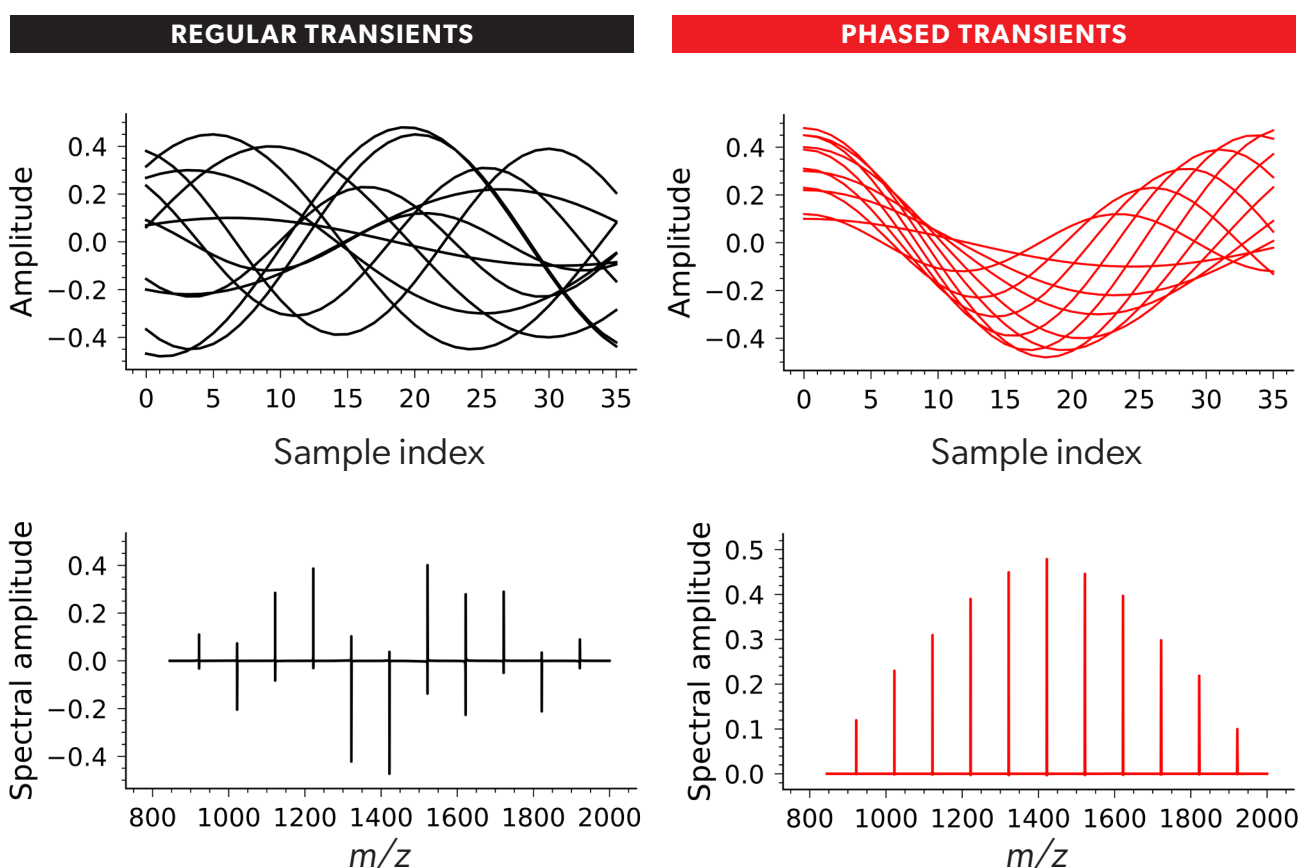 REGULAR TRANSIENTS
PHASED TRANSIENTS
Amplitude
0.4
0.2
0.0
−0.2
−0.4
0 5 10 15 20 25 30 35
Sample index
Amplitude
0.4
0.2
0.0
−0.2
−0.4
0 5 10 15 20 25 30 35
Sample index
Spectral amplitude
0.4
0.2
0.0
−0.2
−0.4
800 1000 1200 1400 1600 1800 2000
m/z
Spectral amplitude
0.5
0.4
0.3
0.2
0.1
0.0
800 1000 1200 1400 1600 1800 2000
m/z